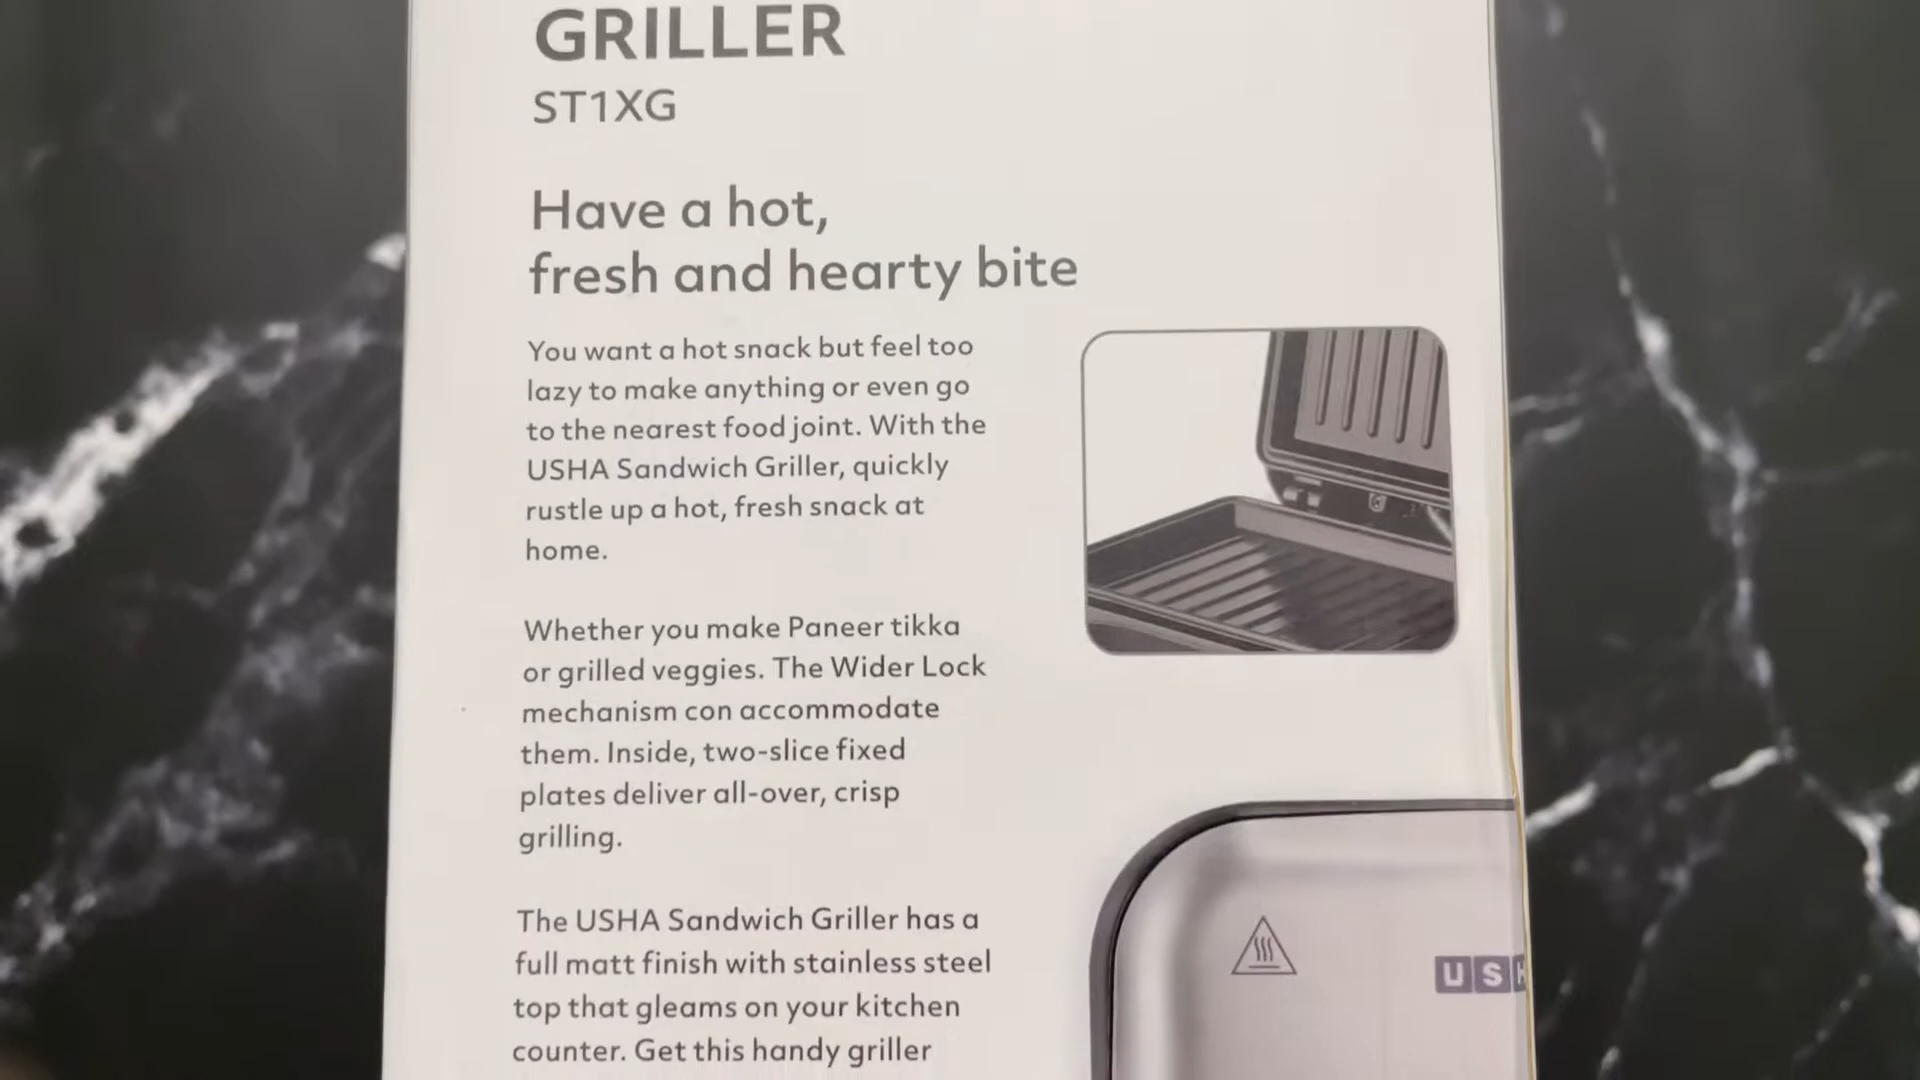 GRILLER
ST1XG
Have a hot,
fresh and hearty bite
You want a hot snack but feel too
lazy to make anything or even go
to the nearest food joint. With the
USHA Sandwich Griller, quickly
rustle up a hot, fresh snack at
home.
Whether you make Paneer tikka
or grilled veggies. The Wider Lock
mechanism con accommodate
them. Inside, two-slice fixed
plates deliver all-over, crisp
grilling.
The USHA Sandwich Griller has a
full matt finish with stainless steel
top that gleams on your kitchen
counter. Get this handy griller
USH